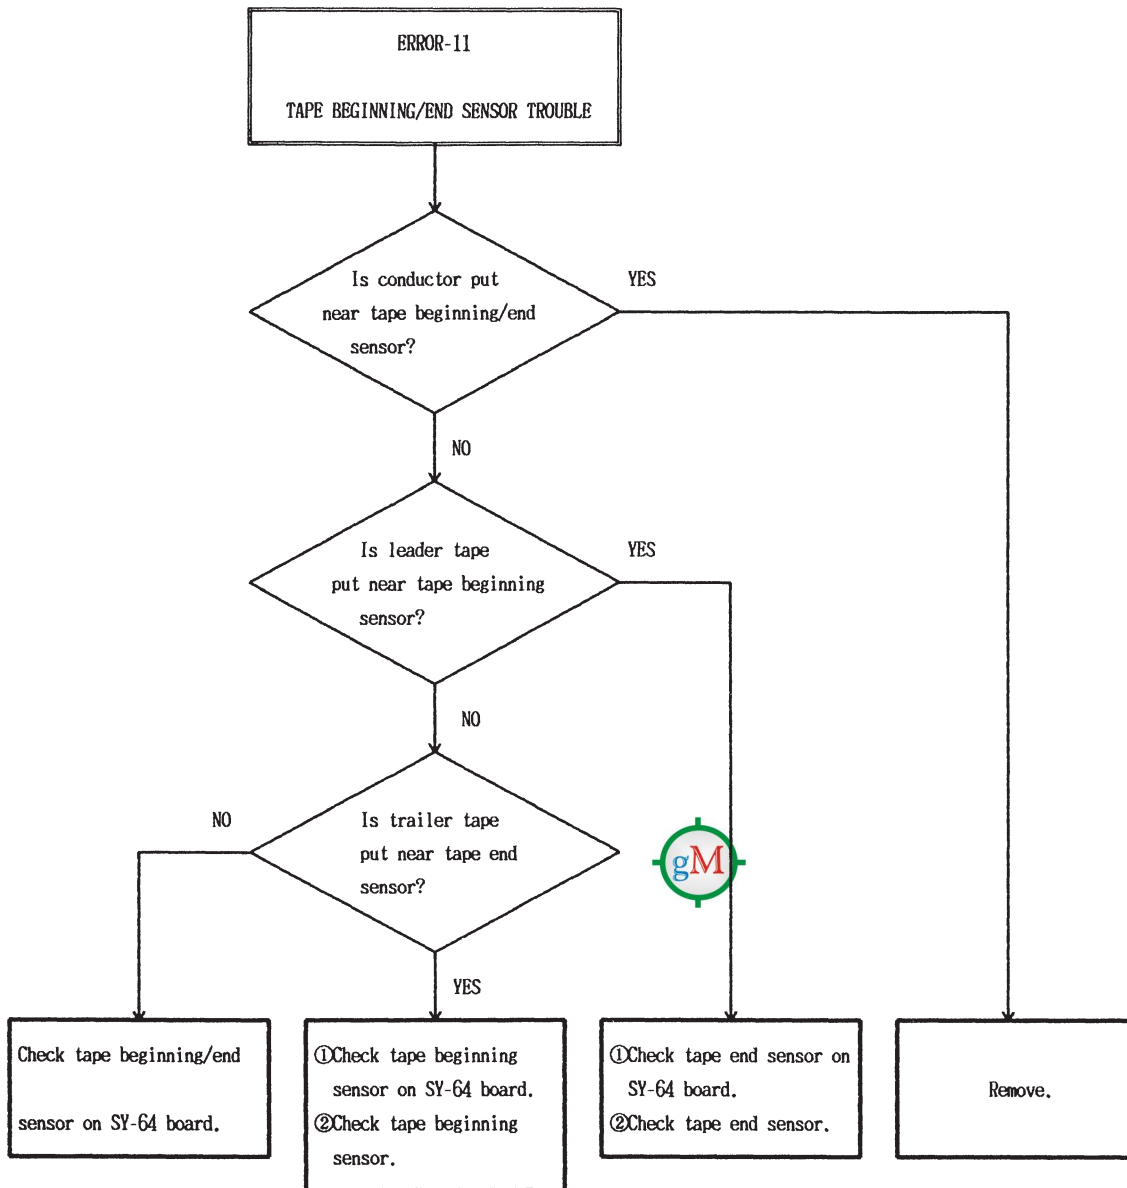 ERROR-11
TAPE BEGINNING/END SENSOR TROUBLE
Is conductor put
near tape beginning/end
sensor?
YES
NO
Is leader tape
put near tape beginning
sensor?
YES
NO
Is trailer tape
put near tape end
sensor?
NO
gM
YES
Check tape beginning/end
sensor on SY-64 board.
①Check tape beginning
sensor on SY-64 board.
②Check tape beginning
sensor.
①Check tape end sensor on
SY-64 board.
②Check tape end sensor.
Remove.